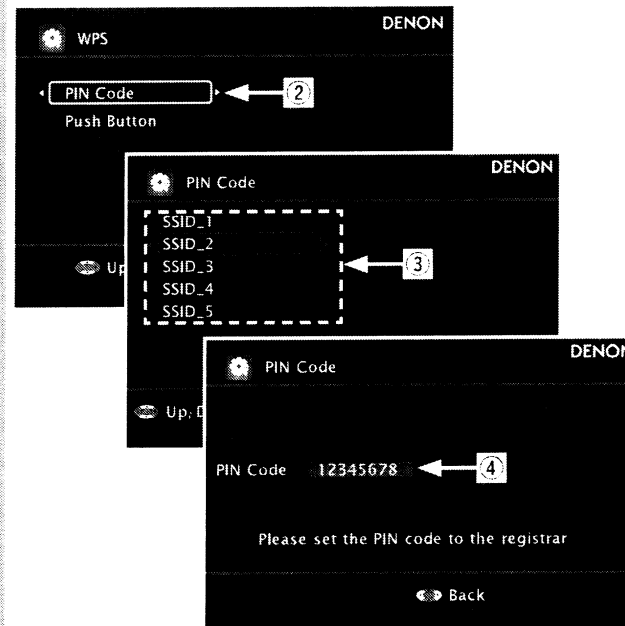 DENON
WPS
PIN Code
②
Push Button
DENON
PIN Code
SSID_1
SSID_2
SSID_3
③
SSID_4
SSID_5
Up
DENON
PIN Code
Up,
PIN Code 12345678
④
Please set the PIN code to the registrar
Back